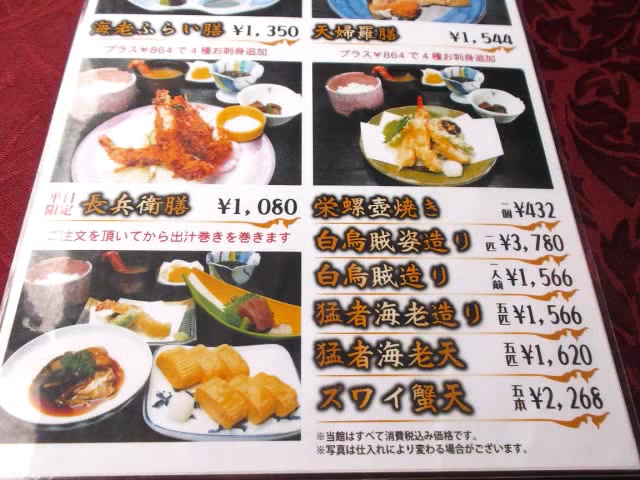 海老ふらい膳 ¥1,350
プラス¥864で4種お刺身追加
天婦羅膳 ¥1,544
プラス¥864で4種お刺身追加
平日限定 長兵衛膳 ¥1,080
ご注文を頂いてから出汁巻きを巻きます
栄螺壺焼き 一個 ¥432
白烏賊姿造り 一匹 ¥3,780
白烏賊造り 一人前 ¥1,566
猛者海老造り 五匹 ¥1,566
猛者海老天 五匹 ¥1,620
ズワイ蟹天 五本 ¥2,268
※当館はすべて消費税込み価格です。
※写真は仕入れにより変わる場合がございます。